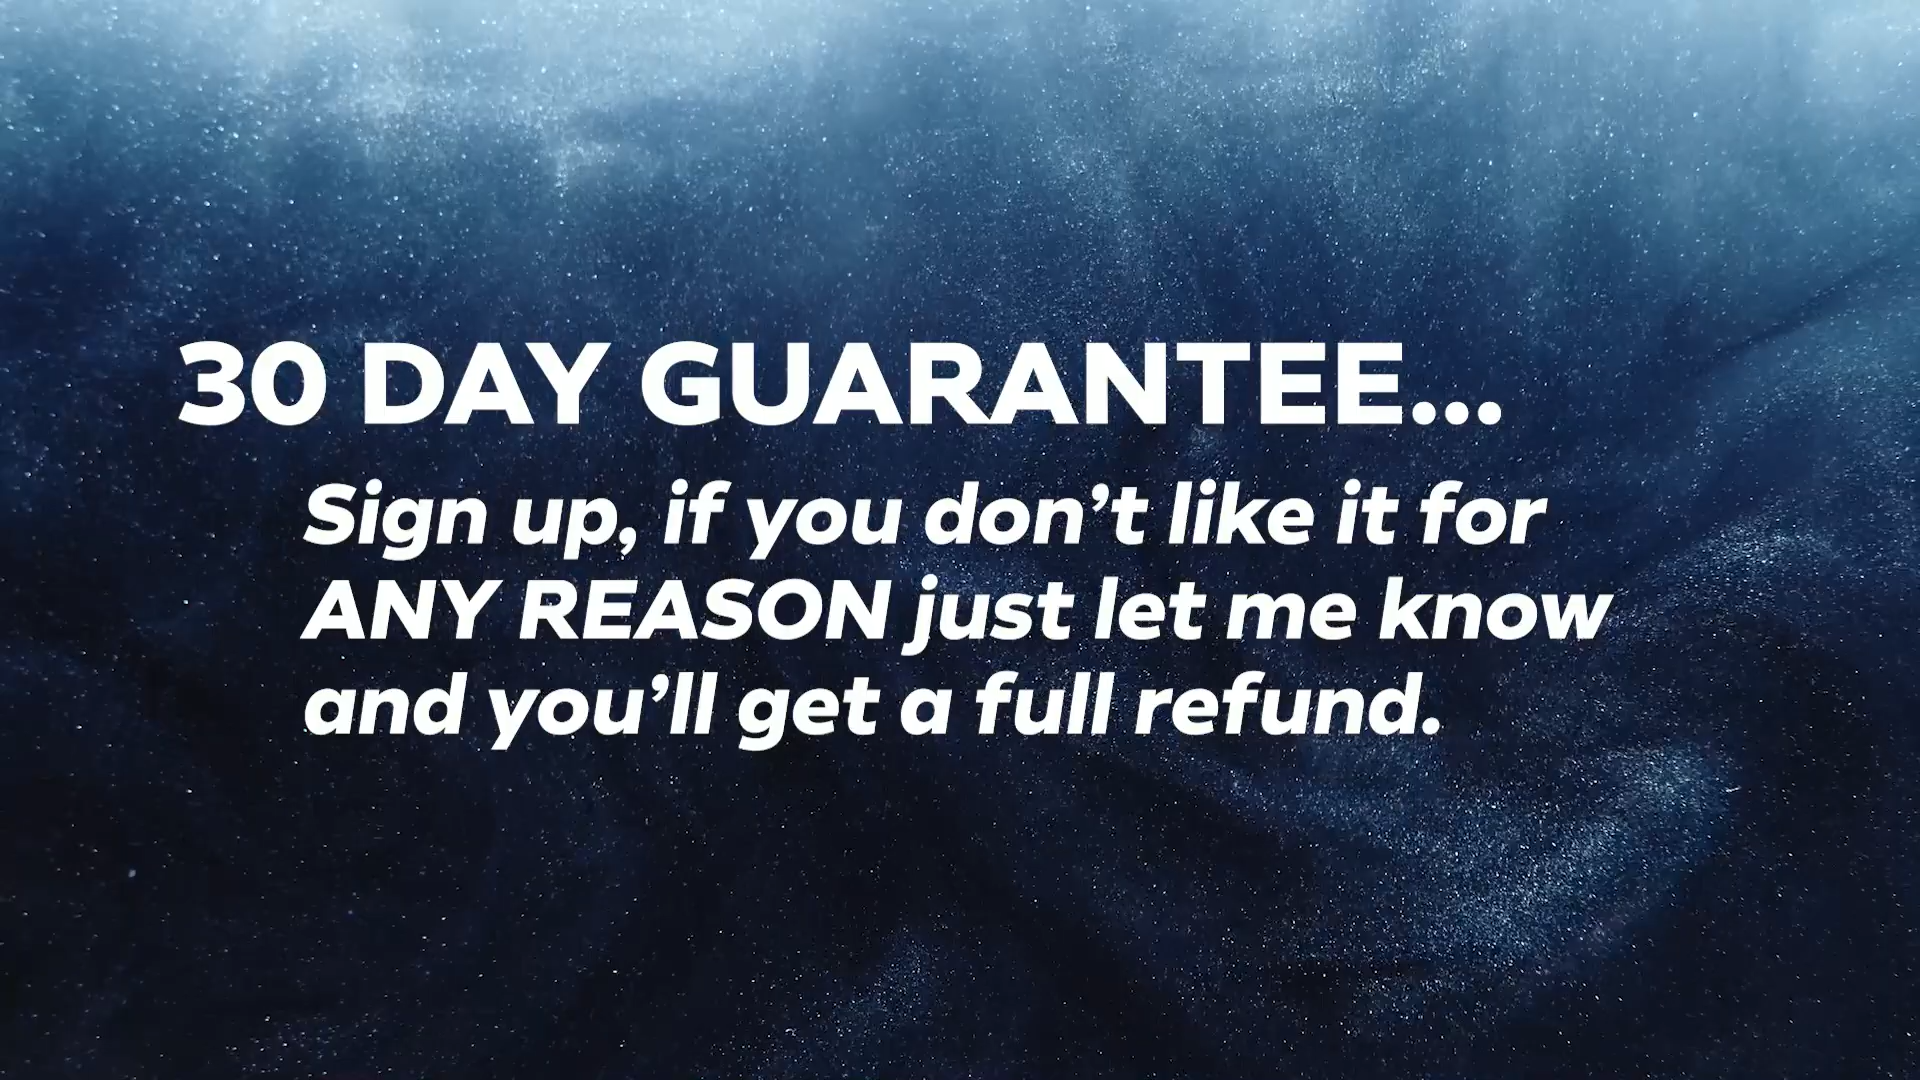 30 DAY GUARANTEE...
Sign up, if you don’t like it for
ANY REASON just let me know
and you’ll get a full refund.